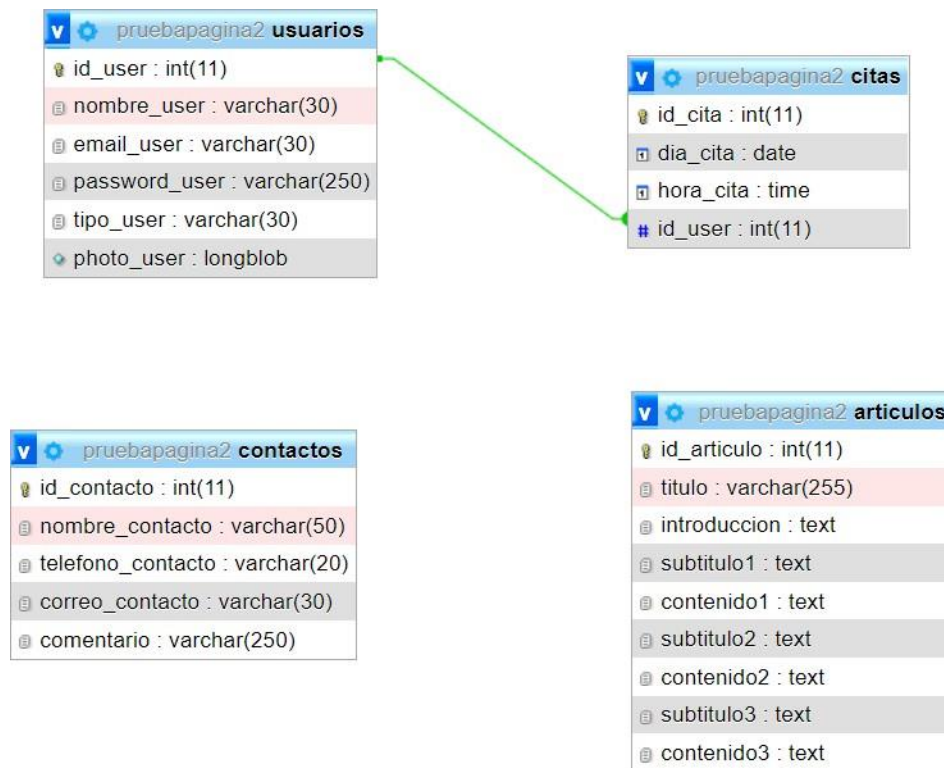 v pruebapagina2 usuarios
id_user : int(11)
nombre_user : varchar(30)
email_user : varchar(30)
password_user : varchar(250)
tipo_user : varchar(30)
photo_user : longblob
v pruebapagina2 citas
id_cita : int(11)
dia_cita : date
hora_cita : time
# id_user : int(11)
v pruebapagina2 contactos
id_contacto : int(11)
nombre_contacto : varchar(50)
telefono_contacto : varchar(20)
correo_contacto : varchar(30)
comentario : varchar(250)
v pruebapagina2 articulos
id_articulo : int(11)
titulo : varchar(255)
introduccion : text
subtitulo1 : text
contenido1 : text
subtitulo2 : text
contenido2 : text
subtitulo3 : text
contenido3 : text